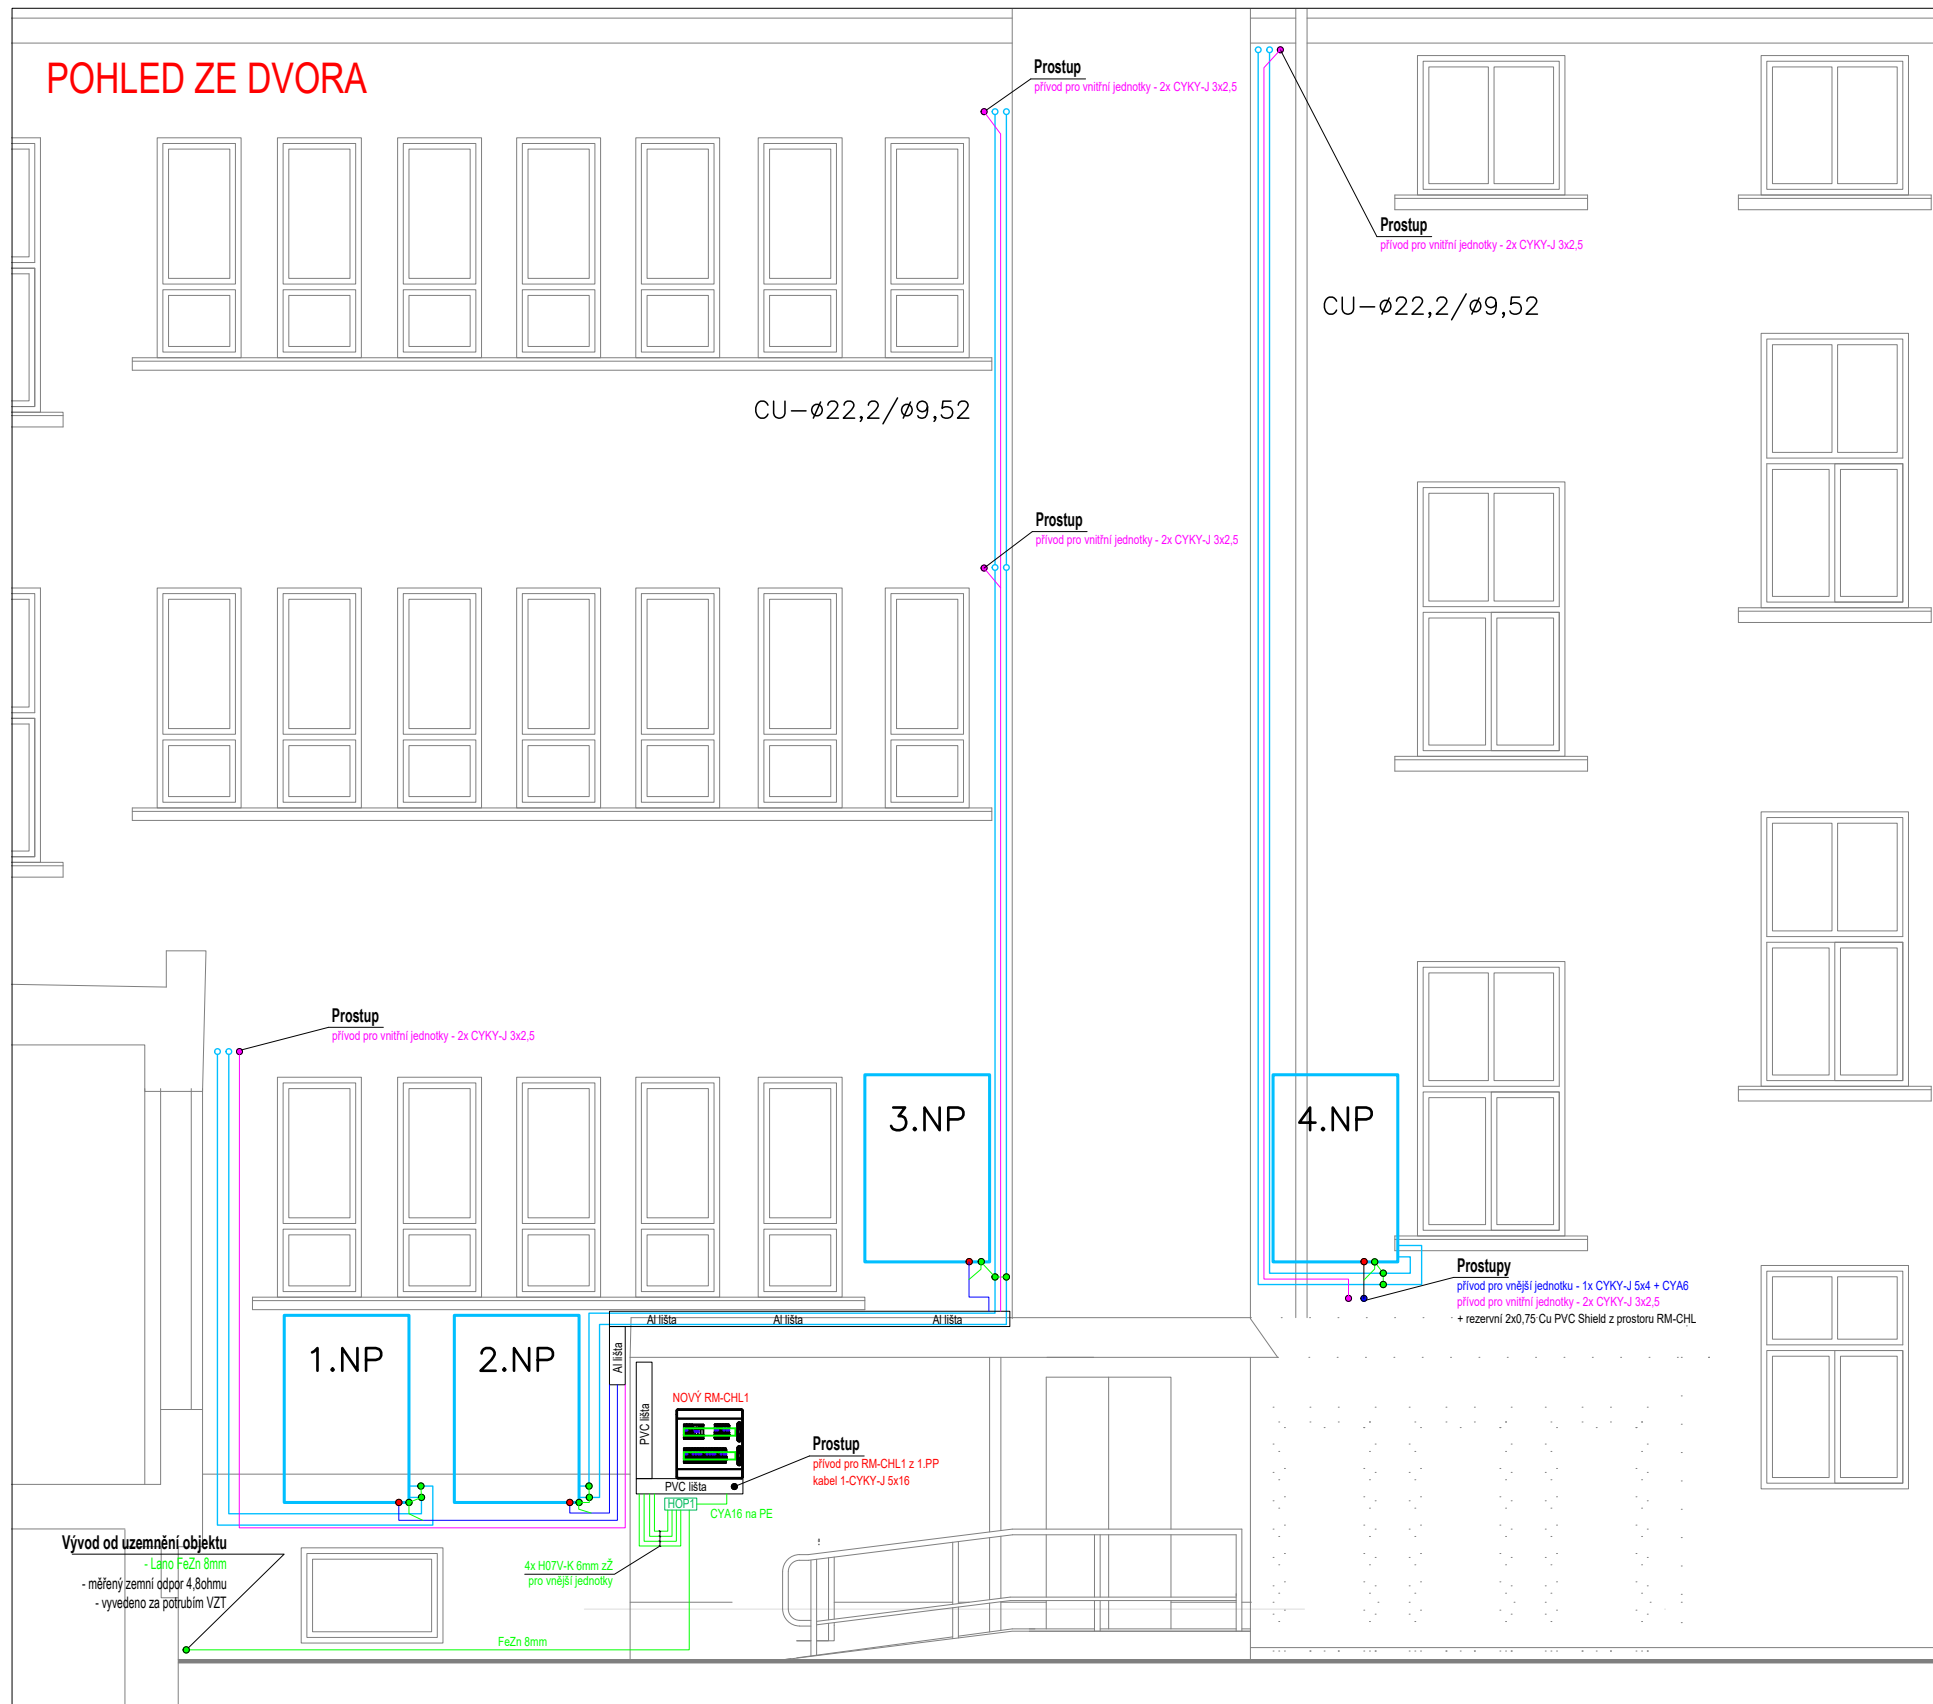 POHLED ZE DVORA
Prostup
přívod pro vnitřní jednotky - 2x CYKY-J 3x2,5
Prostup
přívod pro vnitřní jednotky - 2x CYKY-J 3x2,5
CU-ø22,2/ø9,52
CU-ø22,2/ø9,52
Prostup
přívod pro vnitřní jednotky - 2x CYKY-J 3x2,5
Prostup
přívod pro vnitřní jednotky - 2x CYKY-J 3x2,5
3.NP
4.NP
Prostupy
přívod pro vnější jednotku - 1x CYKY-J 5x4 + CYA6
přívod pro vnitřní jednotky - 2x CYKY-J 3x2,5
+ rezervní 2x0,75 Cu PVC Shield z prostoru RM-CHL
Al lišta
Al lišta
Al lišta
Al lišta
1.NP
2.NP
NOVÝ RM-CHL1
PVC lišta
Prostup
přívod pro RM-CHL1 z 1.PP
kabel 1-CYKY-J 5x16
PVC lišta
HOP1
CYA16 na PE
Vývod od uzemnění objektu
- Lano FeZn 8mm
- měřený zemní odpor 4,8ohmu
- vyvedeno za potrubím VZT
4x H07V-K 6mm zŽ
pro vnější jednotky
FeZn 8mm